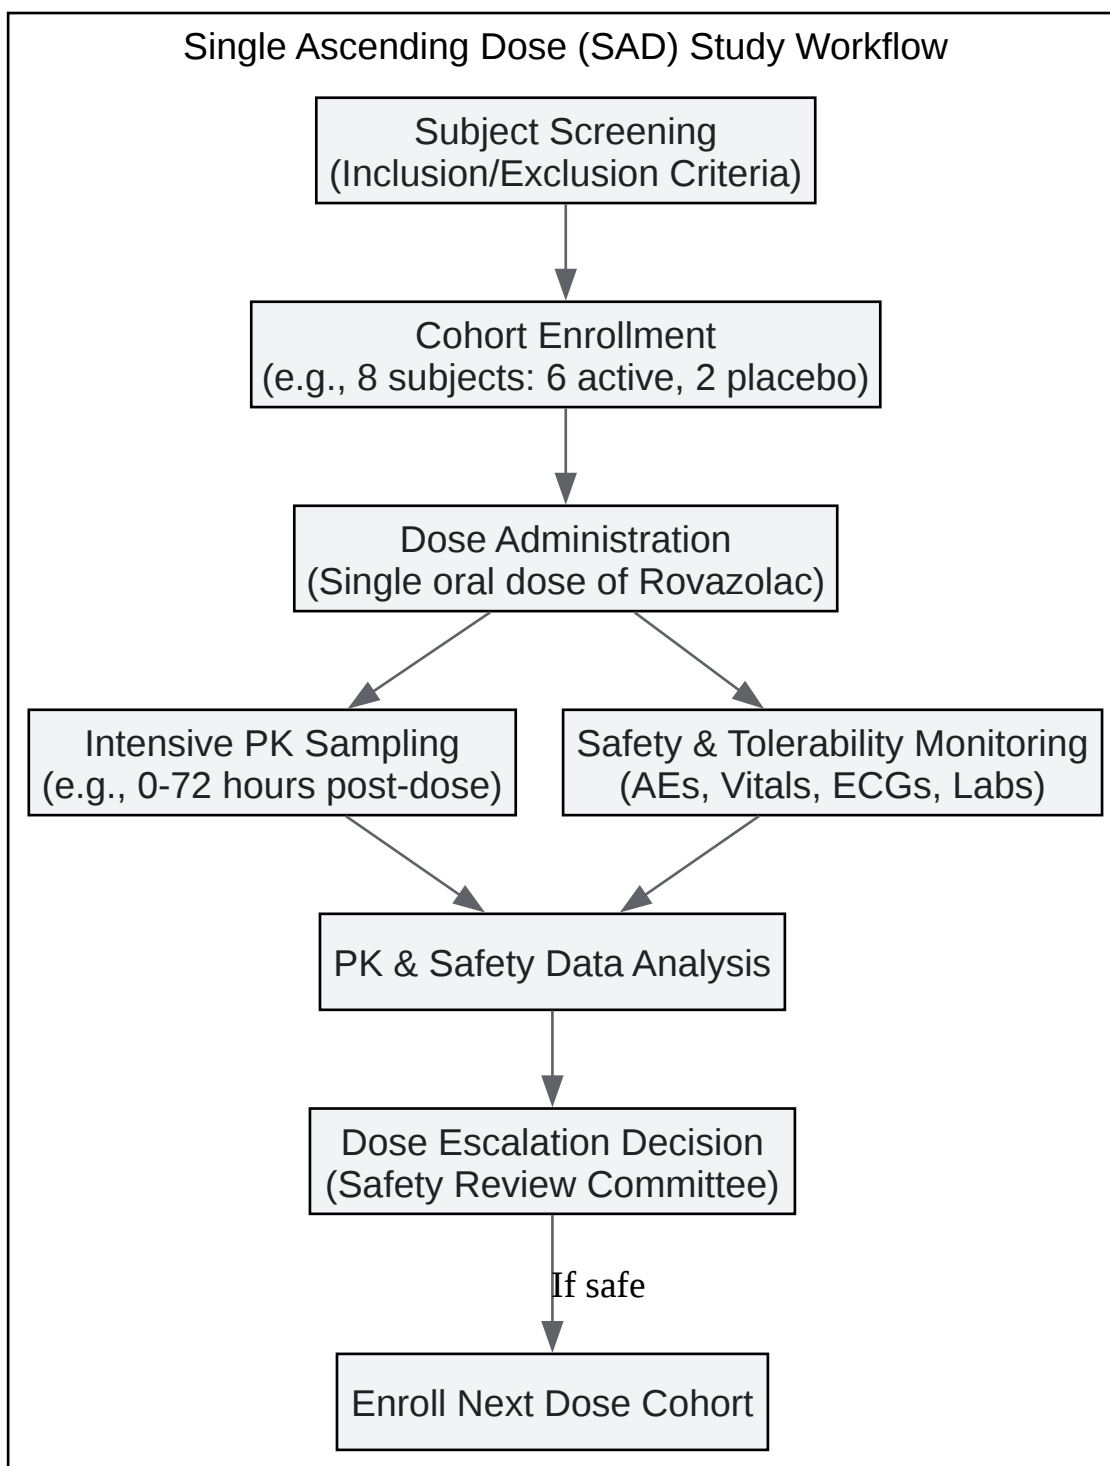 Single Ascending Dose (SAD) Study Workflow
Subject Screening
(Inclusion/Exclusion Criteria)
Cohort Enrollment
(e.g., 8 subjects: 6 active, 2 placebo)
Dose Administration
(Single oral dose of Rovazolac)
Intensive PK Sampling
(e.g., 0-72 hours post-dose)
Safety & Tolerability Monitoring
(AEs, Vitals, ECGs, Labs)
PK & Safety Data Analysis
Dose Escalation Decision
(Safety Review Committee)
If safe
Enroll Next Dose Cohort